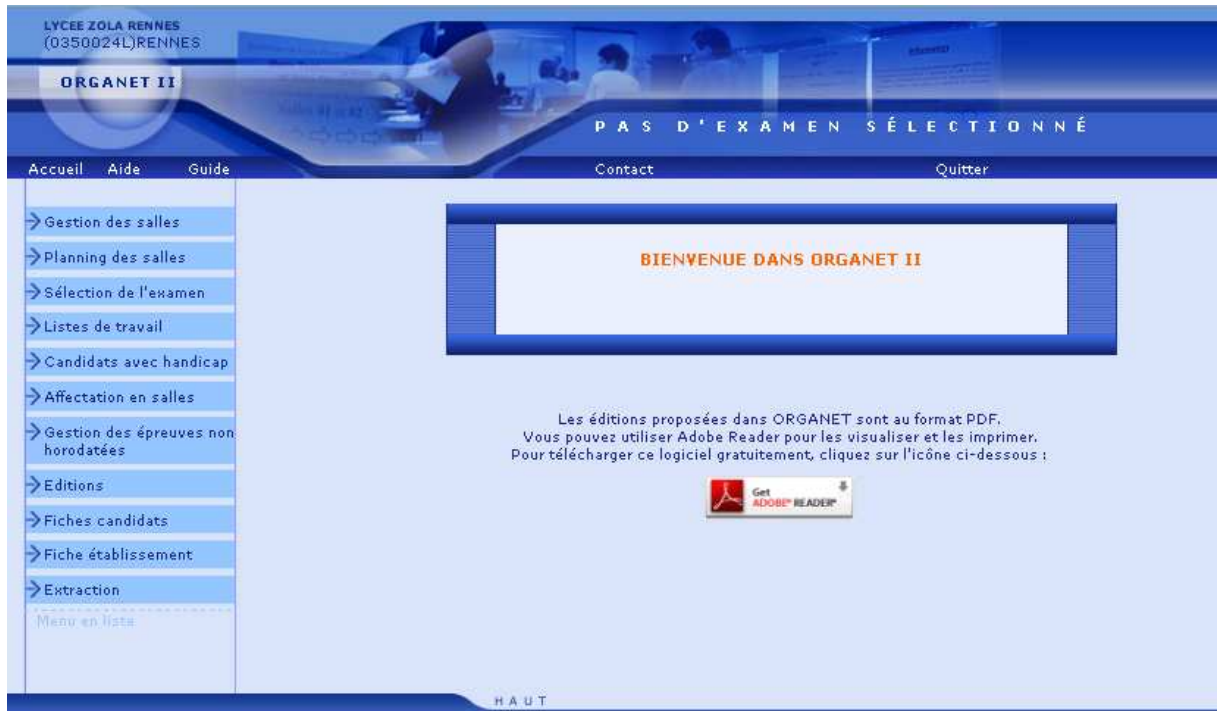 LYCEE ZOLA RENNES
(0350024L)RENNES
ORGANET II
PAS D'EXAMEN SÉLECTIONNÉ
Accueil Aide Guide Contact Quitter
Gestion des salles
Planning des salles
Sélection de l'examen
Listes de travail
Candidats avec handicap
Affectation en salles
Gestion des épreuves non
horodatées
Editions
Fiches candidats
Fiche établissement
Extraction
Menu en liste
BIENVENUE DANS ORGANET II
Les éditions proposées dans ORGANET sont au format PDF.
Vous pouvez utiliser Adobe Reader pour les visualiser et les imprimer.
Pour télécharger ce logiciel gratuitement, cliquez sur l'icône ci-dessous :
Get
ADOBE® READER®
HAUT